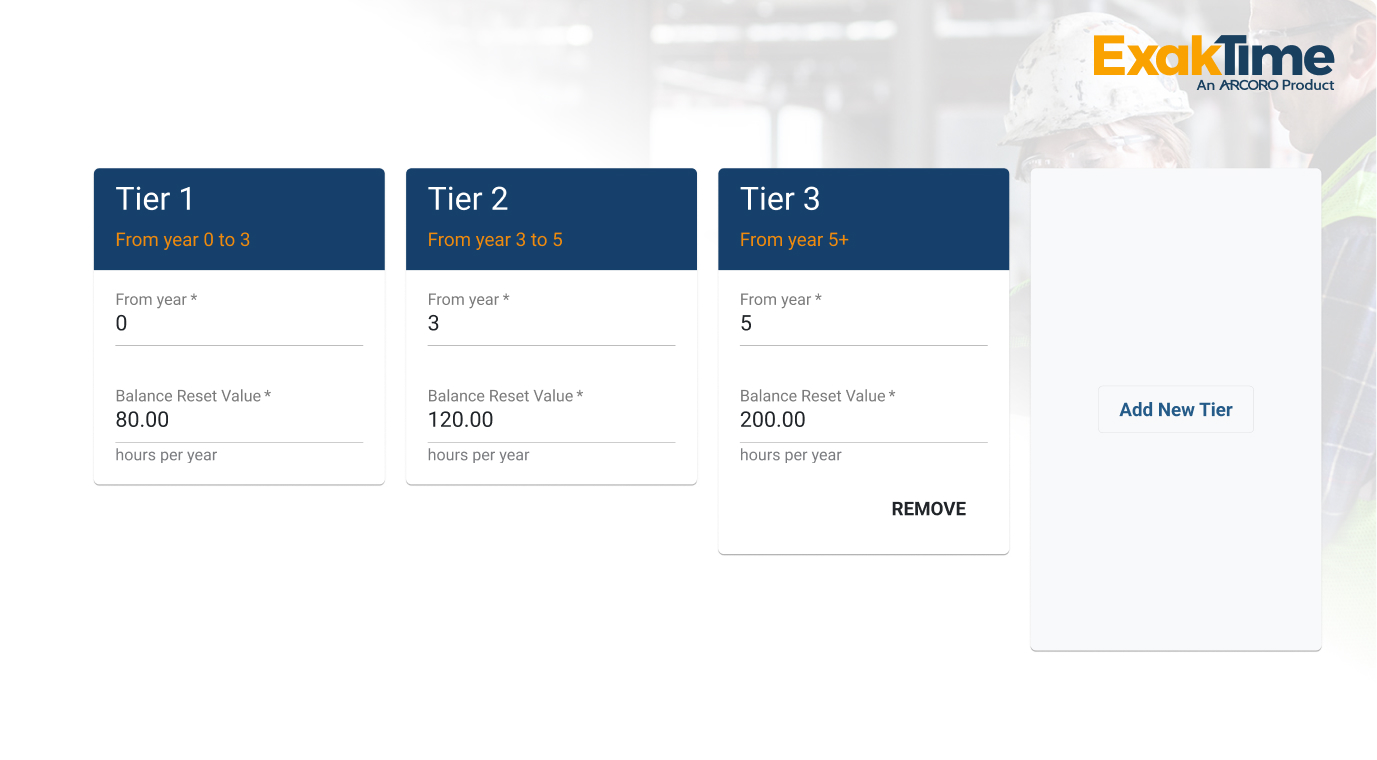 ExakTime
An ARCORO Product
Tier 1
From year 0 to 3
From year *
0
Balance Reset Value *
80.00
hours per year
Tier 2
From year 3 to 5
From year *
3
Balance Reset Value *
120.00
hours per year
Tier 3
From year 5+
From year *
5
Balance Reset Value *
200.00
hours per year
REMOVE
Add New Tier